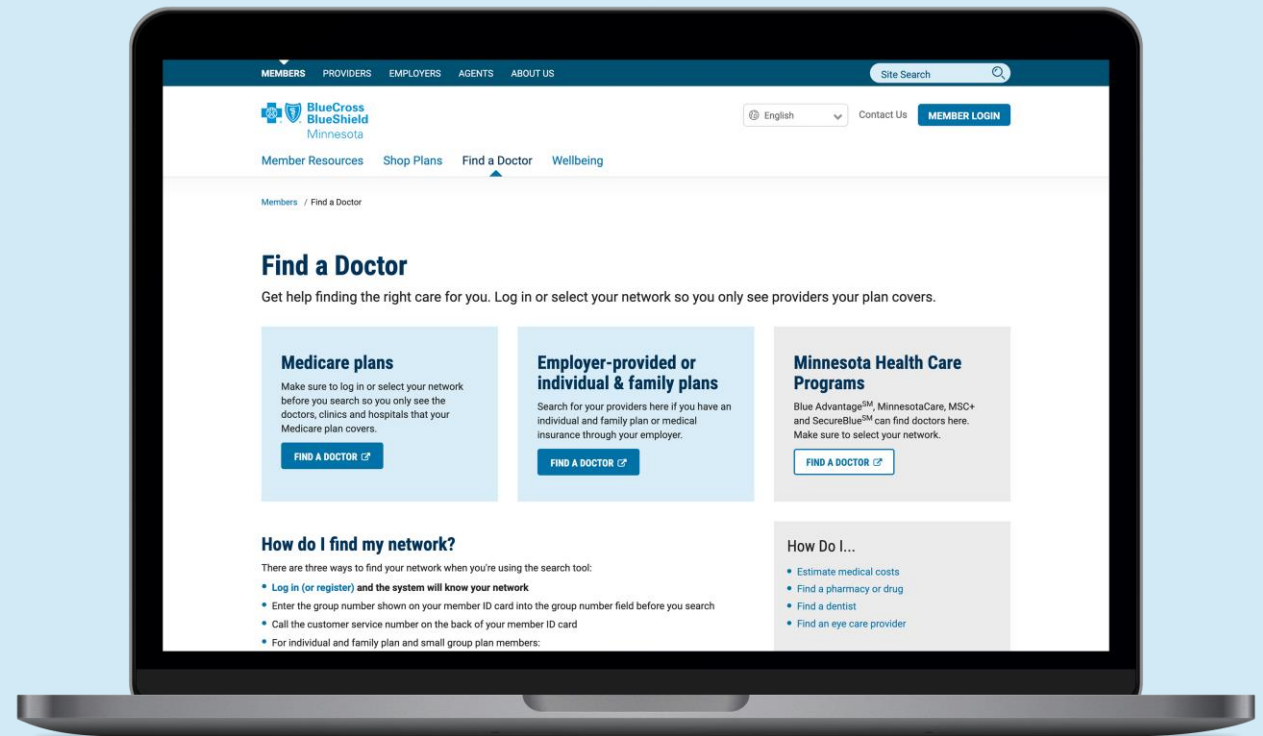 MEMBERS PROVIDERS EMPLOYERS AGENTS ABOUT US Site Search
BlueCross
BlueShield
Minnesota
English Contact Us MEMBER LOGIN
Member Resources Shop Plans Find a Doctor Wellbeing
Members / Find a Doctor
Find a Doctor
Get help finding the right care for you. Log in or select your network so you only see providers your plan covers.
Medicare plans
Make sure to log in or select your network
before you search so you only see the
doctors, clinics and hospitals that your
Medicare plan covers.
FIND A DOCTOR
Employer-provided or
individual & family plans
Search for your providers here if you have an
individual and family plan or medical
insurance through your employer.
FIND A DOCTOR
Minnesota Health Care
Programs
Blue Advantage℠, MinnesotaCare, MSC+
and SecureBlue℠ can find doctors here.
Make sure to select your network.
FIND A DOCTOR
How do I find my network?
There are three ways to find your network when you're using the search tool:
• Log in (or register) and the system will know your network
• Enter the group number shown on your member ID card into the group number field before you search
• Call the customer service number on the back of your member ID card
• For individual and family plan and small group plan members:
How Do I...
• Estimate medical costs
• Find a pharmacy or drug
• Find a dentist
• Find an eye care provider